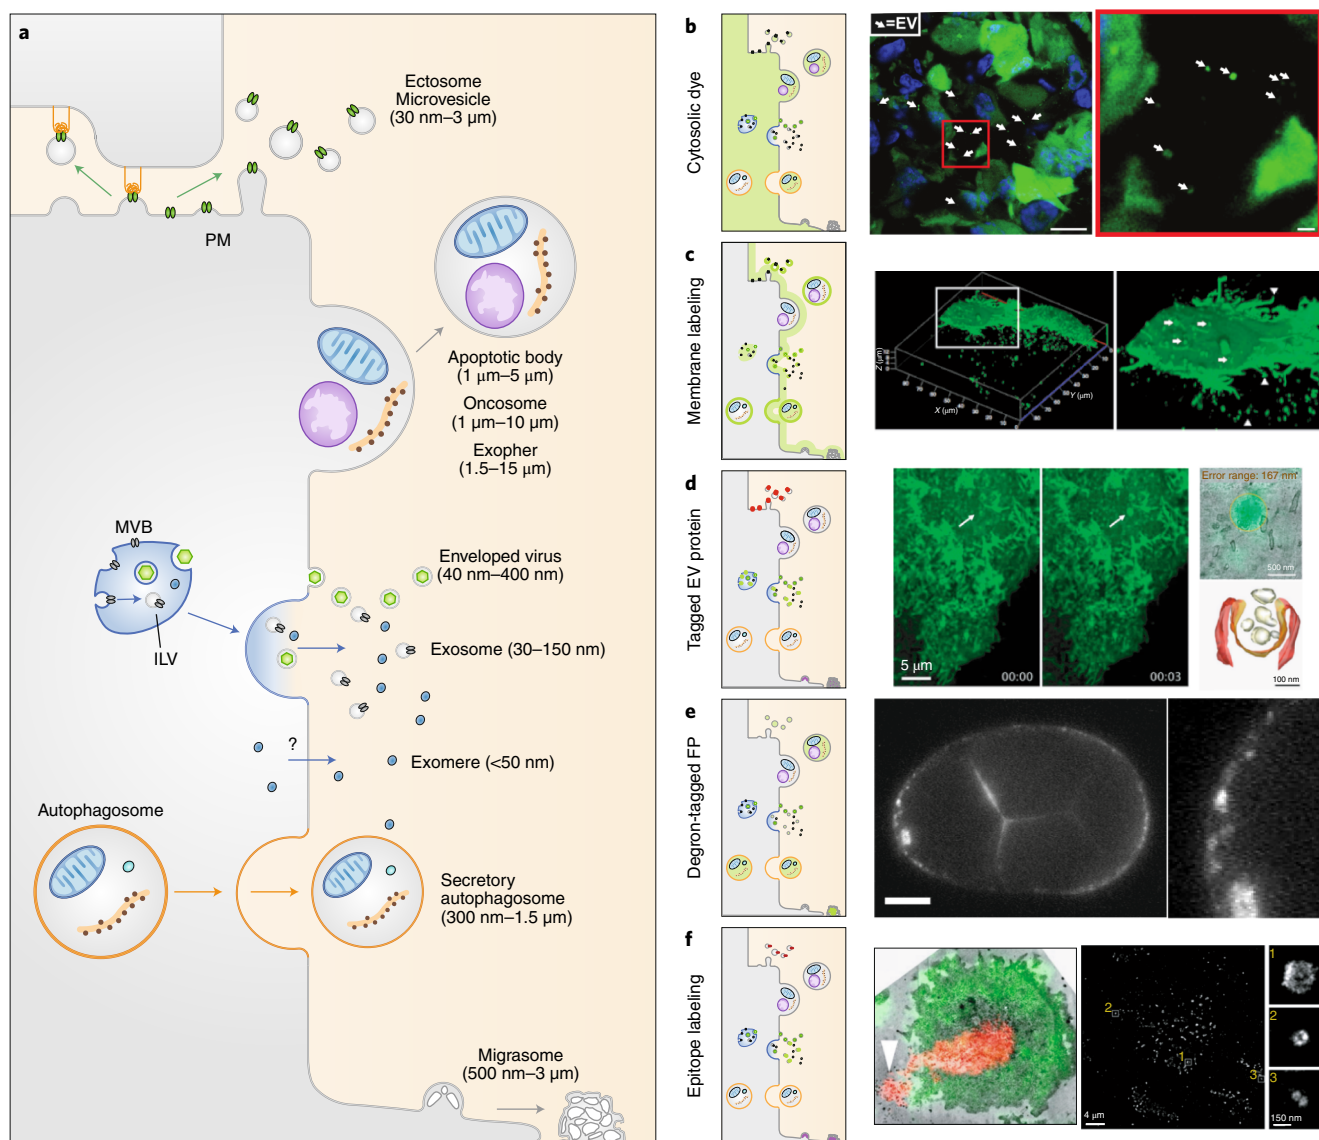 a
Ectosome
Microvesicle
(30 nm–3 μm)
PM
Apoptotic body
(1 μm–5 μm)
Oncosome
(1 μm–10 μm)
Exopher
(1.5–15 μm)
MVB
ILV
Enveloped virus
(40 nm–400 nm)
Exosome (30–150 nm)
?
Exomere (<50 nm)
Autophagosome
Secretory
autophagosome
(300 nm–1.5 μm)
Migrasome
(500 nm–3 μm)
b
Cytosolic dye
=EV
c
Membrane labeling
Z (μm)
X (μm)
Y (μm)
d
Tagged EV protein
5 μm
00:00
00:03
Error range: 167 nm
500 nm
100 nm
e
Degron-tagged FP
f
Epitope labeling
2
1
3
4 μm
1
2
3
150 nm